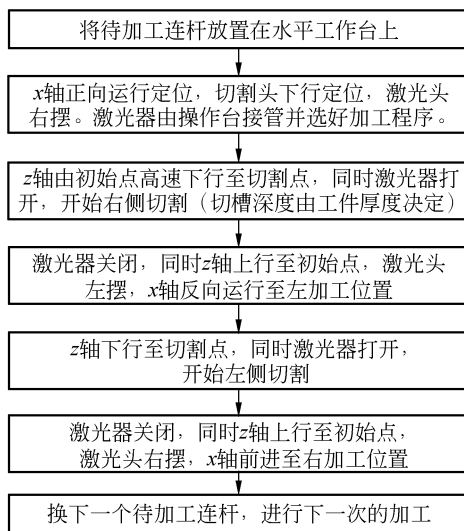 将待加工连杆放置在水平工作台上
x轴正向运行定位，切割头下行定位，激光头
右摆。激光器由操作台接管并选好加工程序。
z轴由初始点高速下行至切割点，同时激光器打
开，开始右侧切割（切槽深度由工件厚度决定）
激光器关闭，同时z轴上行至初始点，激光头
左摆，x轴反向运行至左加工位置
z轴下行至切割点，同时激光器打开，
开始左侧切割
激光器关闭，同时z轴上行至初始点，
激光头右摆，x轴前进至右加工位置
换下一个待加工连杆，进行下一次的加工